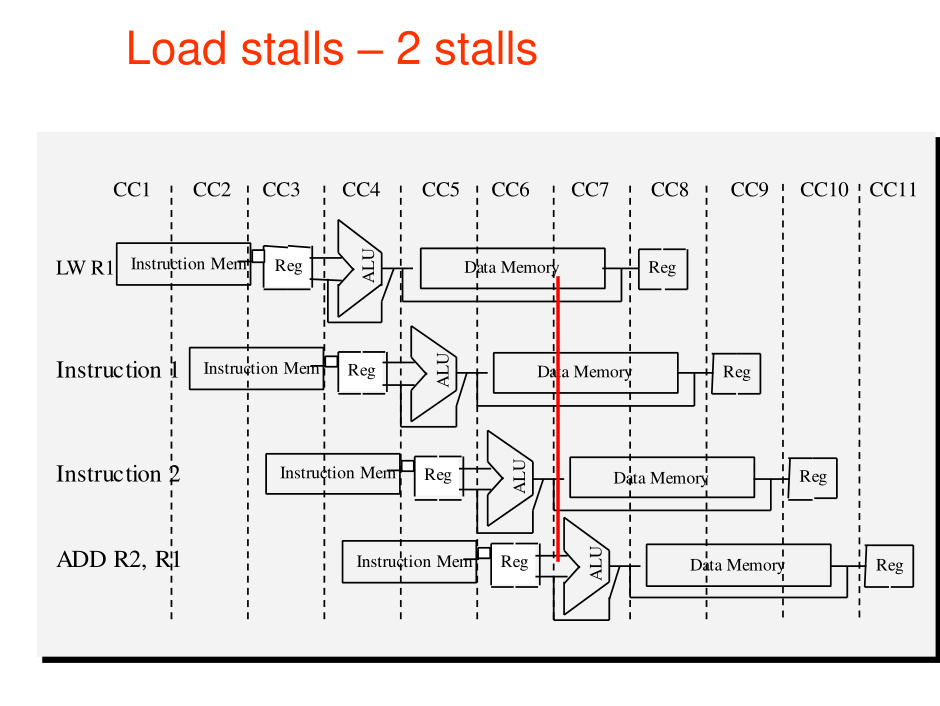 Load stalls – 2 stalls
CC1 CC2 CC3 CC4 CC5 CC6 CC7 CC8 CC9 CC10 CC11
LW R1 Instruction Mem Reg ALU Data Memory Reg
Instruction 1 Instruction Mem Reg ALU Data Memory Reg
Instruction 2 Instruction Mem Reg ALU Data Memory Reg
ADD R2, R1 Instruction Mem Reg ALU Data Memory Reg